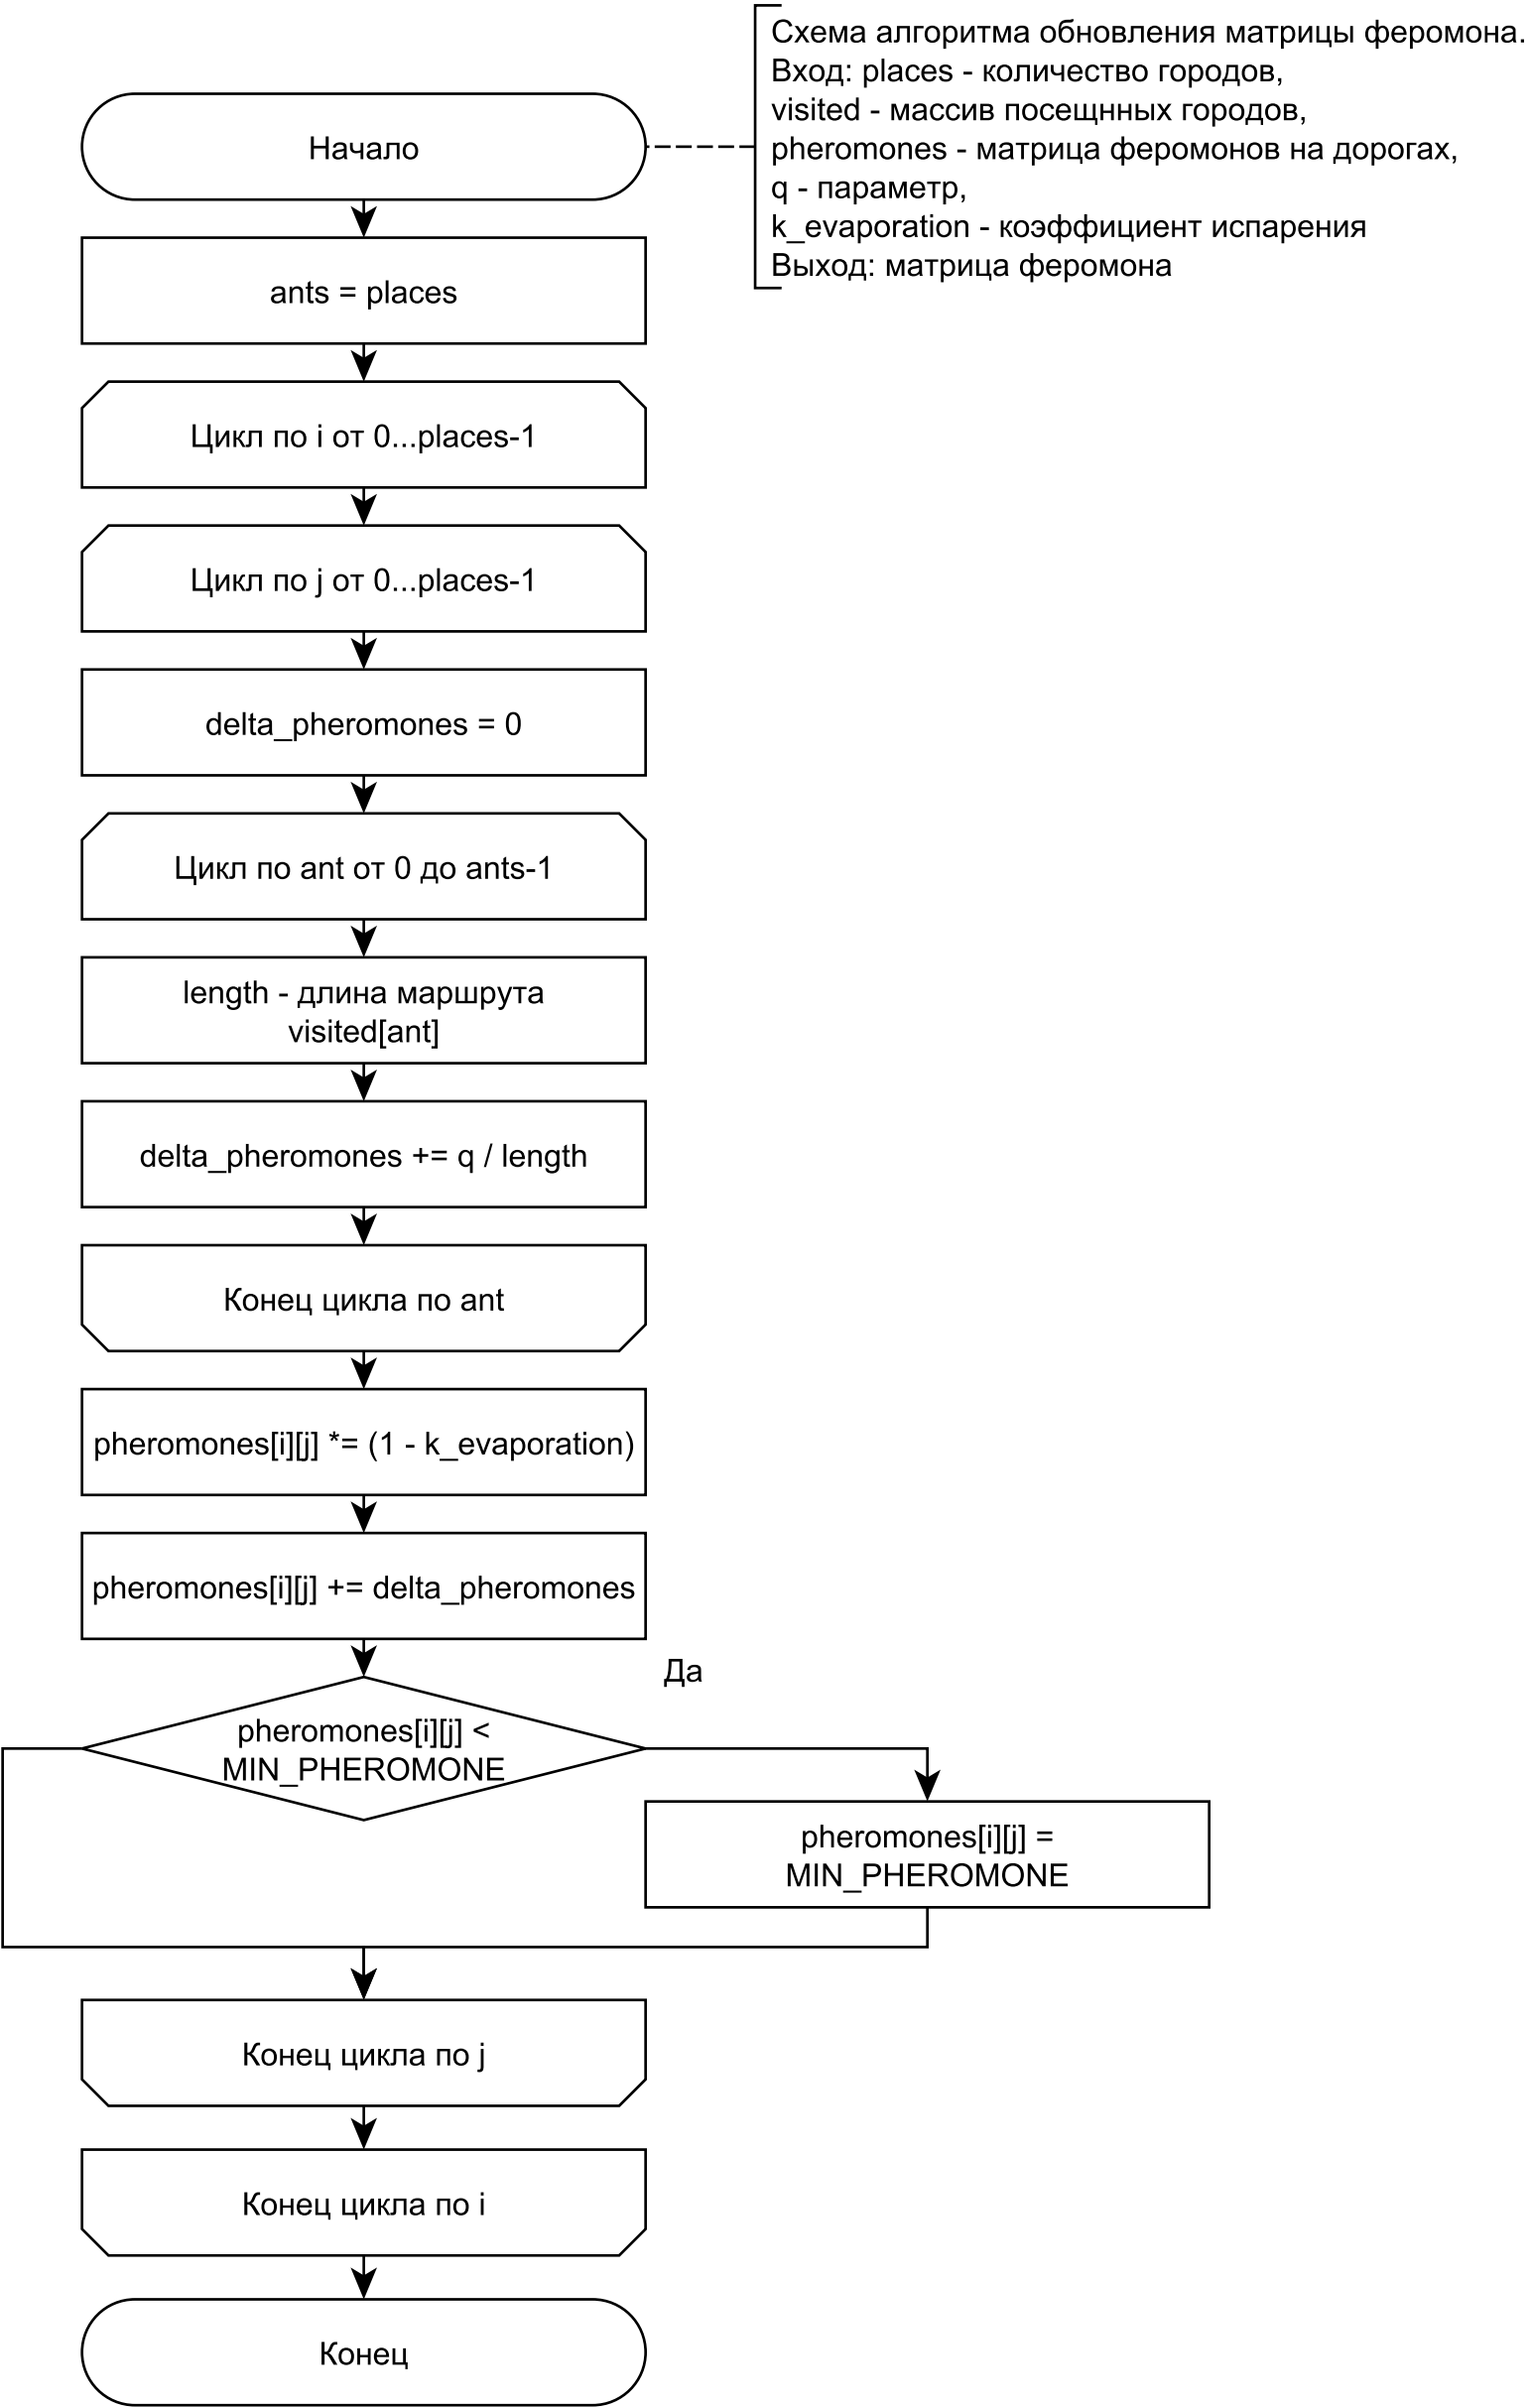 Схема алгоритма обновления матрицы феромона.
Вход: places - количество городов,
visited - массив посещнных городов,
pheromones - матрица феромонов на дорогах,
q - параметр,
k_evaporation - коэффициент испарения
Выход: матрица феромона
Начало
ants = places
Цикл по i от 0...places-1
Цикл по j от 0...places-1
delta_pheromones = 0
Цикл по ant от 0 до ants-1
length - длина маршрута
visited[ant]
delta_pheromones += q / length
Конец цикла по ant
pheromones[i][j] *= (1 - k_evaporation)
pheromones[i][j] += delta_pheromones
Да
pheromones[i][j] <
MIN_PHEROMONE
pheromones[i][j] =
MIN_PHEROMONE
Конец цикла по j
Конец цикла по i
Конец